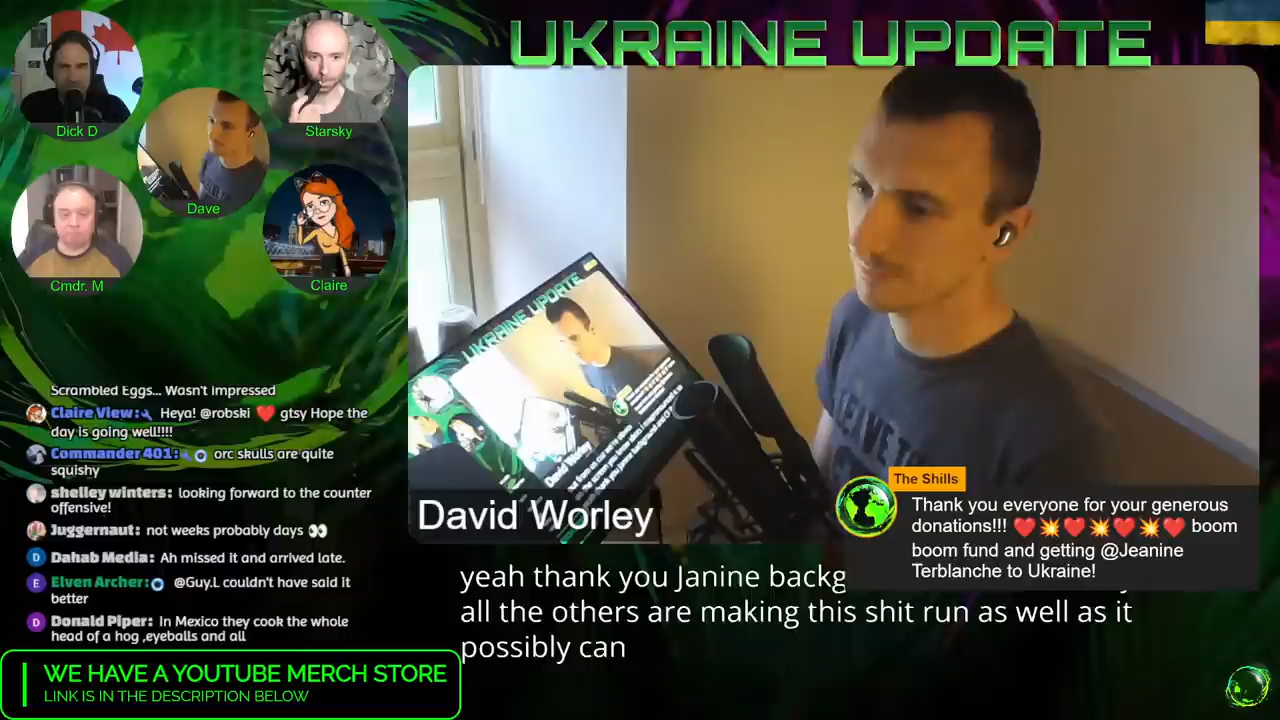 UKRAINE UPDATE
Dick D
Starsky
Dave
Cmdr. M
Claire
Scrambled Eggs... Wasn't impressed
Claire View: Heya! @robski ❤️ gtsy Hope the
day is going well!!!!
Commander 401: orc skulls are quite
squishy
shelley winters: looking forward to the counter
offensive!
Juggernaut: not weeks probably days 👀
D Dahab Media: Ah missed it and arrived late.
E Elven Archer: @Guy.L couldn't have said it
better
D Donald Piper: In Mexico they cook the whole
head of a hog ,eyeballs and all
WE HAVE A YOUTUBE MERCH STORE
LINK IS IN THE DESCRIPTION BELOW
UKRAINE UPDATE
David Worley
David Worley
The Shills
Thank you everyone for your generous
donations!!! ❤️💥❤️💥❤️💥❤️ boom
boom fund and getting @Jeanine
Terblanche to Ukraine!
yeah thank you Janine backg
all the others are making this shit run as well as it
possibly can